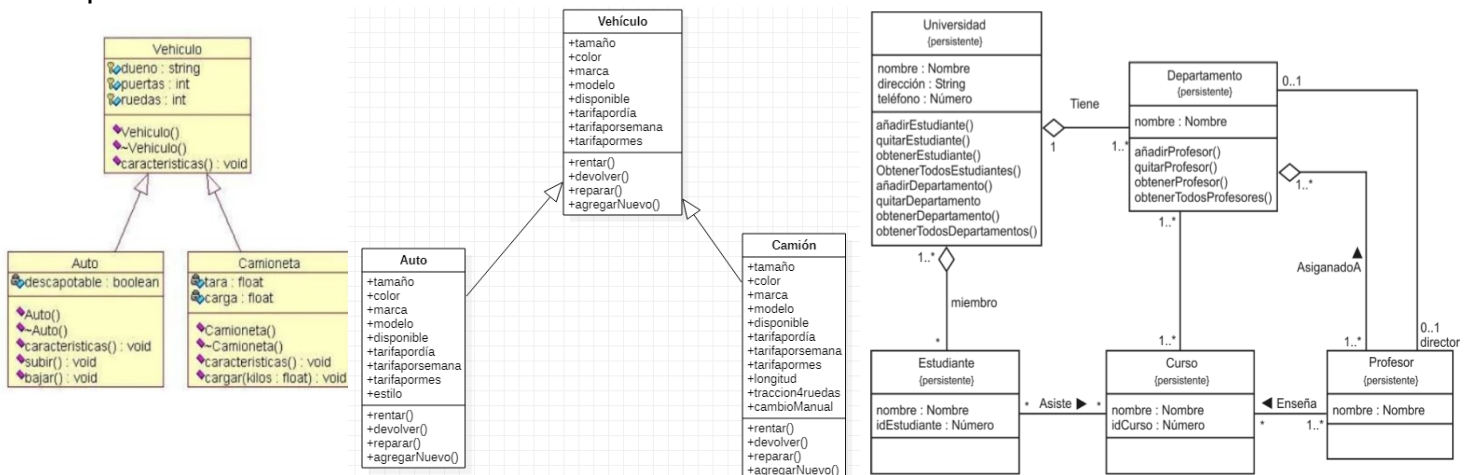 Vehiculo
dueno : string
puertas : int
ruedas : int
Vehiculo()
~Vehiculo()
caracteristicas() : void
Auto
descapotable : boolean
Auto()
~Auto()
caracteristicas() : void
subir() : void
bajar() : void
Camioneta
tara : float
carga : float
Camioneta()
~Camioneta()
caracteristicas() : void
cargar(kilos : float) : void
Vehículo
+tamaño
+color
+marca
+modelo
+disponible
+tarifapordía
+tarifaporsemana
+tarifapormes
+rentar()
+devolver()
+reparar()
+agregarNuevo()
Auto
+tamaño
+color
+marca
+modelo
+disponible
+tarifapordía
+tarifaporsemana
+tarifapormes
+estilo
+rentar()
+devolver()
+reparar()
+agregarNuevo()
Camión
+tamaño
+color
+marca
+modelo
+disponible
+tarifapordía
+tarifaporsemana
+tarifapormes
+longitud
+traccion4ruedas
+cambioManual
+rentar()
+devolver()
+reparar()
+agregarNuevo()
Universidad
{persistente}
nombre : Nombre
dirección : String
teléfono : Número
añadirEstudiante()
quitarEstudiante()
obtenerEstudiante()
ObtenerTodosEstudiantes()
añadirDepartamento()
quitarDepartamento
obtenerDepartamento()
obtenerTodosDepartamentos()
Tiene
1
1..*
Departamento
{persistente}
nombre : Nombre
añadirProfesor()
quitarProfesor()
obtenerProfesor()
obtenerTodosProfesores()
0..1
1..*
1..*
1..*
AsiganadoA
miembro
*
1..*
1..*
0..1
director
Estudiante
{persistente}
nombre : Nombre
idEstudiante : Número
* Asiste ▶ *
Curso
{persistente}
nombre : Nombre
idCurso : Número
◀ Enseña
* 1..*
Profesor
{persistente}
nombre : Nombre